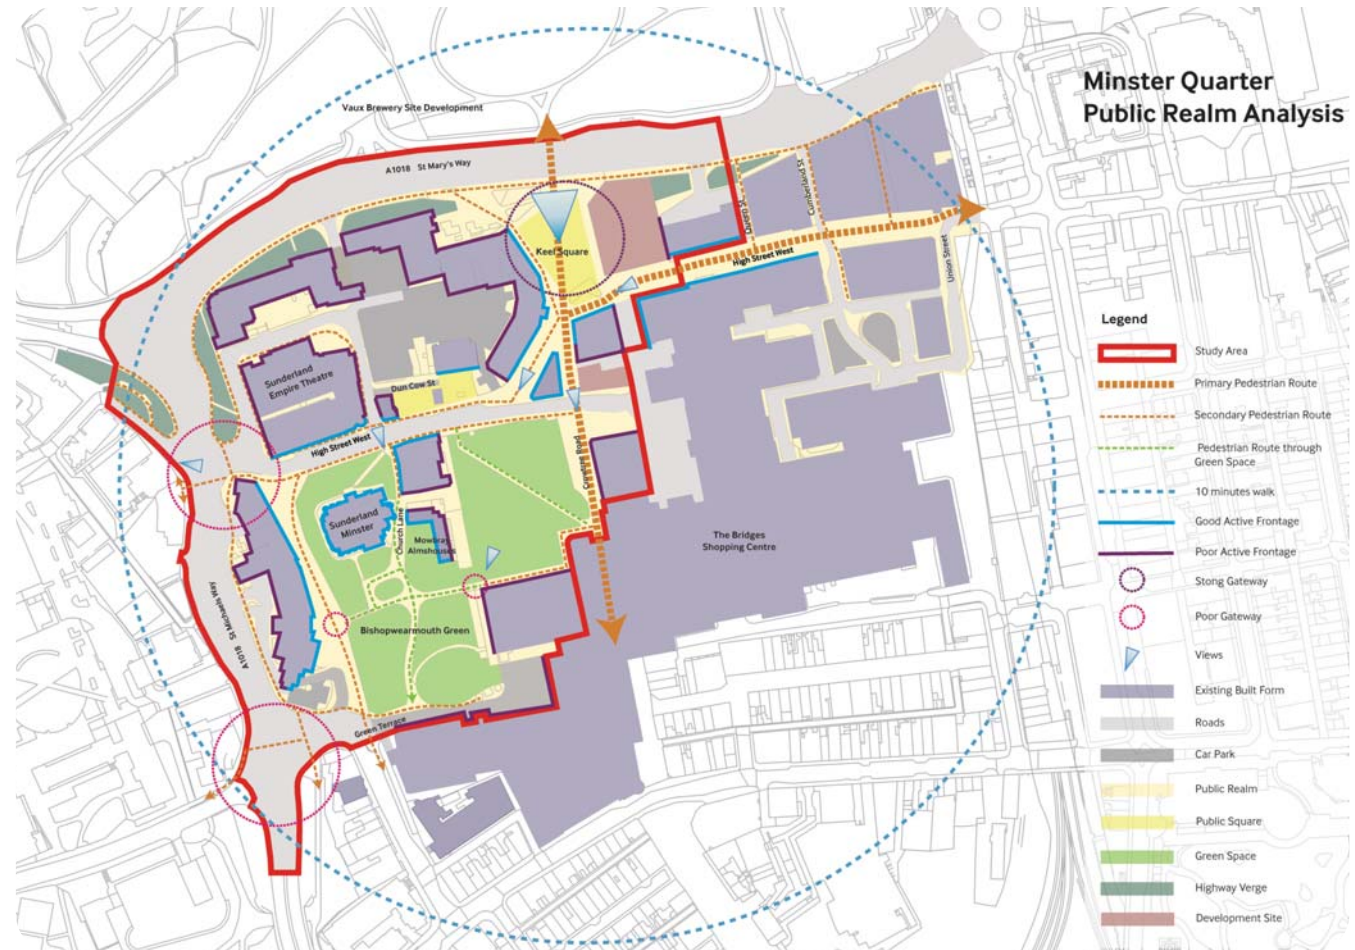 Minster Quarter
Public Realm Analysis
Vaux Brewery Site Development
A1018 St Mary's Way
Keel Square
Queen St
Cumberland St
Union Street
High Street West
Sunderland
Empire Theatre
Dun Cow St
High Street West
Crowtree Road
Sunderland
Minster
Church Lane
Mowbray
Almshouses
The Bridges
Shopping Centre
A1018 St Michaels Way
Bishopwearmouth Green
Green Terrace
Legend
Study Area
Primary Pedestrian Route
Secondary Pedestrian Route
Pedestrian Route through
Green Space
10 minutes walk
Good Active Frontage
Poor Active Frontage
Stong Gateway
Poor Gateway
Views
Existing Built Form
Roads
Car Park
Public Realm
Public Square
Green Space
Highway Verge
Development Site